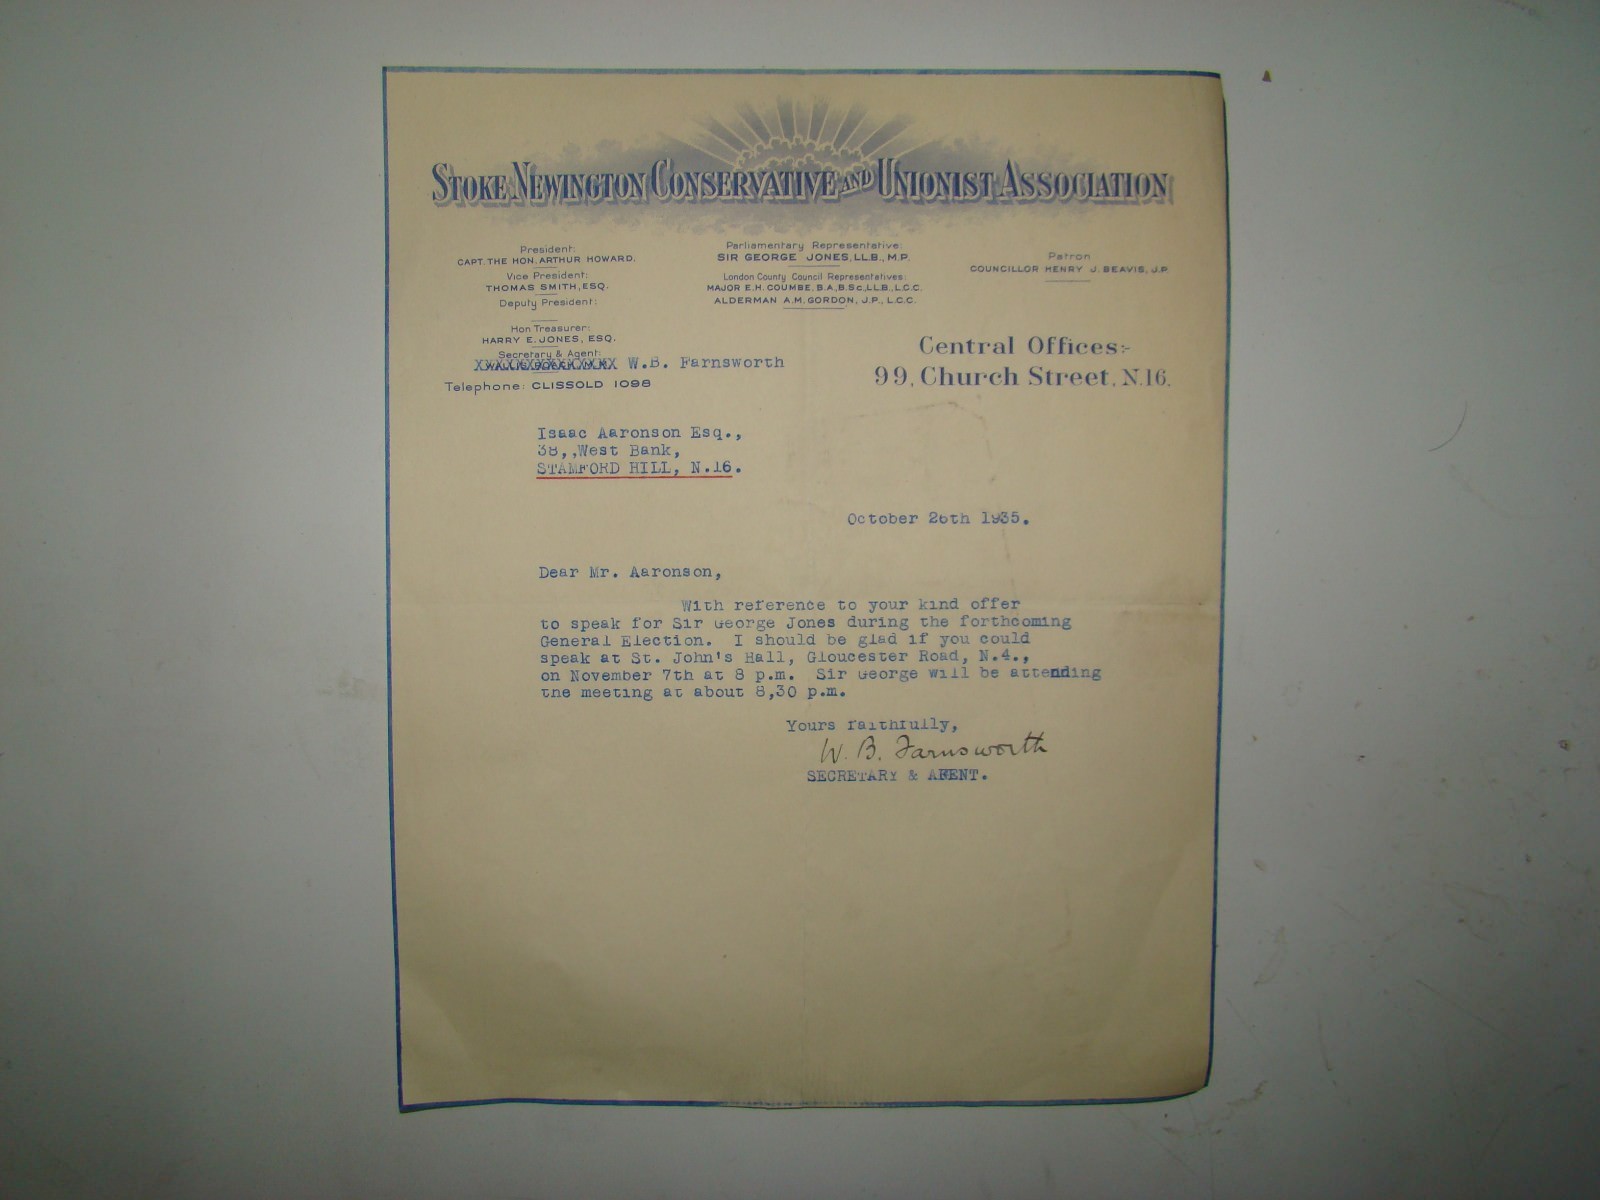 STOKE NEWINGTON CONSERVATIVE AND UNIONIST ASSOCIATION
President:
CAPT. THE HON. ARTHUR HOWARD.
Vice President:
THOMAS SMITH, ESQ.
Deputy President:
Hon Treasurer:
HARRY E. JONES, ESQ.
Secretary & Agent:
W.B. Farnsworth
Telephone: CLISSOLD 1098
Parliamentary Representative:
SIR GEORGE JONES, LL.B., M.P.
London County Council Representatives:
MAJOR E.H. COUMBE, B.A., B.Sc., LL.B., L.C.C.
ALDERMAN A.M. GORDON, J.P., L.C.C.
Patron
COUNCILLOR HENRY J. BEAVIS, J.P.
Central Offices:-
99, Church Street, N.16.
Isaac Aaronson Esq.,
38,,West Bank,
STAMFORD HILL, N.16.
October 26th 1935.
Dear Mr. Aaronson,
With reference to your kind offer
to speak for Sir George Jones during the forthcoming
General Election. I should be glad if you could
speak at St. John's Hall, Gloucester Road, N.4.,
on November 7th at 8 p.m. Sir George will be attending
the meeting at about 8,30 p.m.
Yours faithfully,
W. B. Farnsworth
SECRETARY & AGENT.